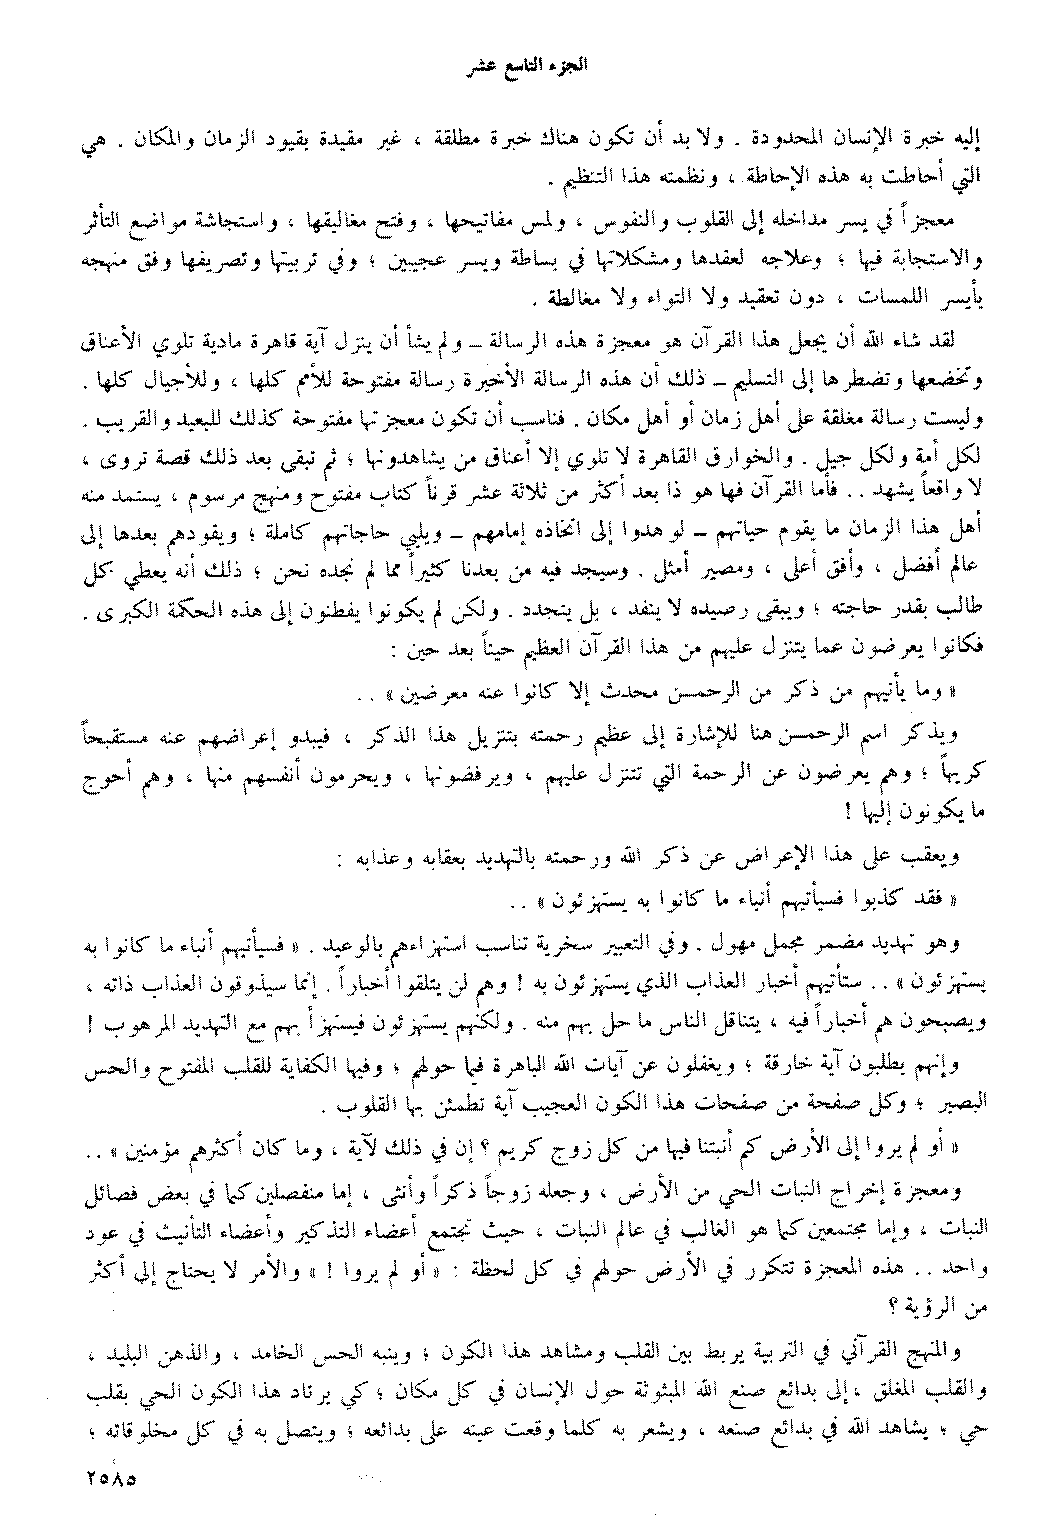 الجزء التاسع عشر
إليه خبرة الإنسان المحدودة . ولا بد أن تكون هناك خبرة مطلقة ، غير مقيدة بقيود الزمان والمكان . هي
التي أحاطت به هذه الإحاطة ، ونظمته هذا التنظيم .
معجزاً في يسر مداخله إلى القلوب والنفوس ، ولمس مفاتيحها ، وفتح مغاليقها ، واستجاشة مواضع التأثر
والاستجابة فيها ؛ وعلاجه لعقدها ومشكلاتها في بساطة ويسر عجيبين ؛ وفي تربيتها وتصريفها وفق منهجه
بأيسر اللمسات ، دون تعقيد ولا التواء ولا مغالطة .
لقد شاء الله أن يجعل هذا القرآن هو معجزة هذه الرسالة ــ ولم يشأ أن ينزل آية قاهرة مادية تلوي الأعناق
وتخضعها وتضطرها إلى التسليم ــ ذلك أن هذه الرسالة الأخيرة رسالة مفتوحة للأمم كلها ، وللأجيال كلها .
وليست رسالة مغلقة على أهل زمان أو أهل مكان . فناسب أن تكون معجزتها مفتوحة كذلك للبعيد والقريب .
لكل أمة ولكل جيل . والخوارق القاهرة لا تلوي إلا أعناق من يشاهدونها ؛ ثم تبقى بعد ذلك قصة تروى ،
لا واقعاً يشهد .. فأما القرآن فها هو ذا بعد أكثر من ثلاثة عشر قرناً كتاب مفتوح ومنهج مرسوم ، يستمد منه
أهل هذا الزمان ما يقوم حياتهم ــ لو هدوا إلى اتخاذه إمامهم ــ ويلبي حاجاتهم كاملة ؛ ويقودهم بعدها إلى
عالم أفضل ، وأفق أعلى ، ومصير أمثل . وسيجد فيه من بعدنا كثيراً مما لم نجده نحن ؛ ذلك أنه يعطي كل
طالب بقدر حاجته ؛ ويبقى رصيده لا ينفد ، بل يتجدد . ولكن لم يكونوا يفطنون إلى هذه الحكمة الكبرى .
فكانوا يعرضون عما يتنزل عليهم من هذا القرآن العظيم حيناً بعد حين :
« وما يأتيهم من ذكر من الرحمـن محدث إلا كانوا عنه معرضين » ..
ويذكر اسم الرحمـن هنا للإشارة إلى عظيم رحمته بتنزيل هذا الذكر ، فيبدو إعراضهم عنه مستقبحاً
كريهاً ؛ وهم يعرضون عن الرحمة التي تتنزل عليهم ، ويرفضونها ، ويحرمون أنفسهم منها ، وهم أحوج
ما يكونون إليها !
ويعقب على هذا الإعراض عن ذكر الله ورحمته بالتهديد بعقابه وعذابه :
« فقد كذبوا فسيأتيهم أنباء ما كانوا به يستهزئون » ..
وهو تهديد مضمر مجمل مهول . وفي التعبير سخرية تناسب استهزاءهم بالوعيد . « فسيأتيهم أنباء ما كانوا به
يستهزئون » .. ستأتيهم أخبار العذاب الذي يستهزئون به ! وهم لن يتلقوا أخباراً . إنما سيذوقون العذاب ذاته ،
ويصبحون هم أخباراً فيه ، يتناقل الناس ما حل بهم منه . ولكنهم يستهزئون فيستهزأ بهم مع التهديد المرهوب !
وإنهم يطلبون آية خارقة ؛ ويغفلون عن آيات الله الباهرة فيما حولهم ؛ وفيها الكفاية للقلب المفتوح والحس
البصير ؛ وكل صفحة من صفحات هذا الكون العجيب آية تطمئن بها القلوب .
« أو لم يروا إلى الأرض كم أنبتنا فيها من كل زوج كريم ؟ إن في ذلك لآية ، وما كان أكثرهم مؤمنين » ..
ومعجزة إخراج النبات الحي من الأرض ، وجعله زوجاً ذكراً وأنثى ، إما منفصلين كما في بعض فصائل
النبات ، وإما مجتمعين كما هو الغالب في عالم النبات ، حيث تجتمع أعضاء التذكير وأعضاء التأنيث في عود
واحد .. هذه المعجزة تتكرر في الأرض حولهم في كل لحظة : « أو لم يروا ! » والأمر لا يحتاج إلى أكثر
من الرؤية ؟
والمنهج القرآني في التربية يربط بين القلب ومشاهد هذا الكون ؛ وينبه الحس الخامد ، والذهن البليد ،
والقلب المغلق ، إلى بدائع صنع الله المبثوثة حول الإنسان في كل مكان ؛ كي يرتاد هذا الكون الحي بقلب
حي ؛ يشاهد الله في بدائع صنعه ، ويشعر به كلما وقعت عينه على بدائعه ؛ ويتصل به في كل مخلوقاته ؛
٢٥٨٥